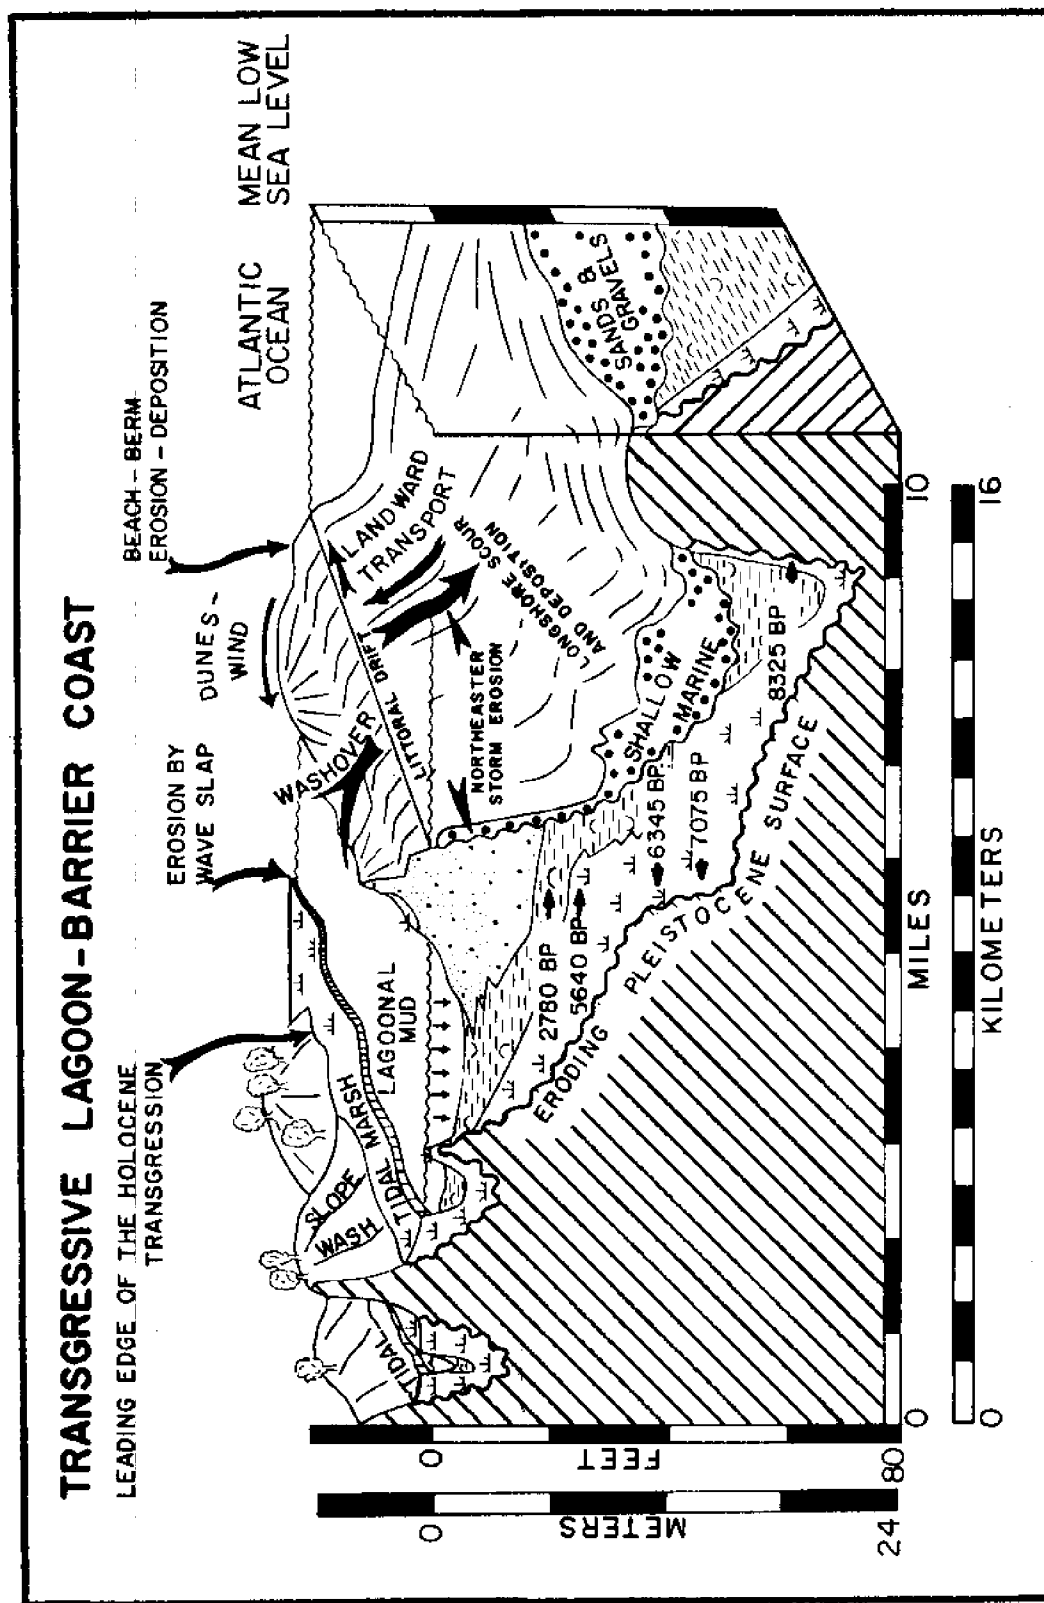 TRANSGRESSIVE LAGOON-BARRIER COAST
LEADING EDGE OF THE HOLOCENE
TRANSGRESSION
EROSION BY
WAVE SLAP
DUNES-
WIND
BEACH-BERM
EROSION-DEPOSITION
ATLANTIC
OCEAN
MEAN LOW
SEA LEVEL
SLOPE
WASH
TIDAL MARSH
TIDAL
LAGOONAL
MUD
WASHOVER
LITTORAL DRIFT
LANDWARD
TRANSPORT
NORTHEASTER
STORM EROSION
LONGSHORE SCOUR
AND DEPOSITION
SANDS &
GRAVELS
SHALLOW
MARINE
2780 BP
5640 BP
6345 BP
7075 BP
8325 BP
ERODING PLEISTOCENE SURFACE
0
FEET
80
0
METERS
24
0
MILES
10
0
KILOMETERS
16